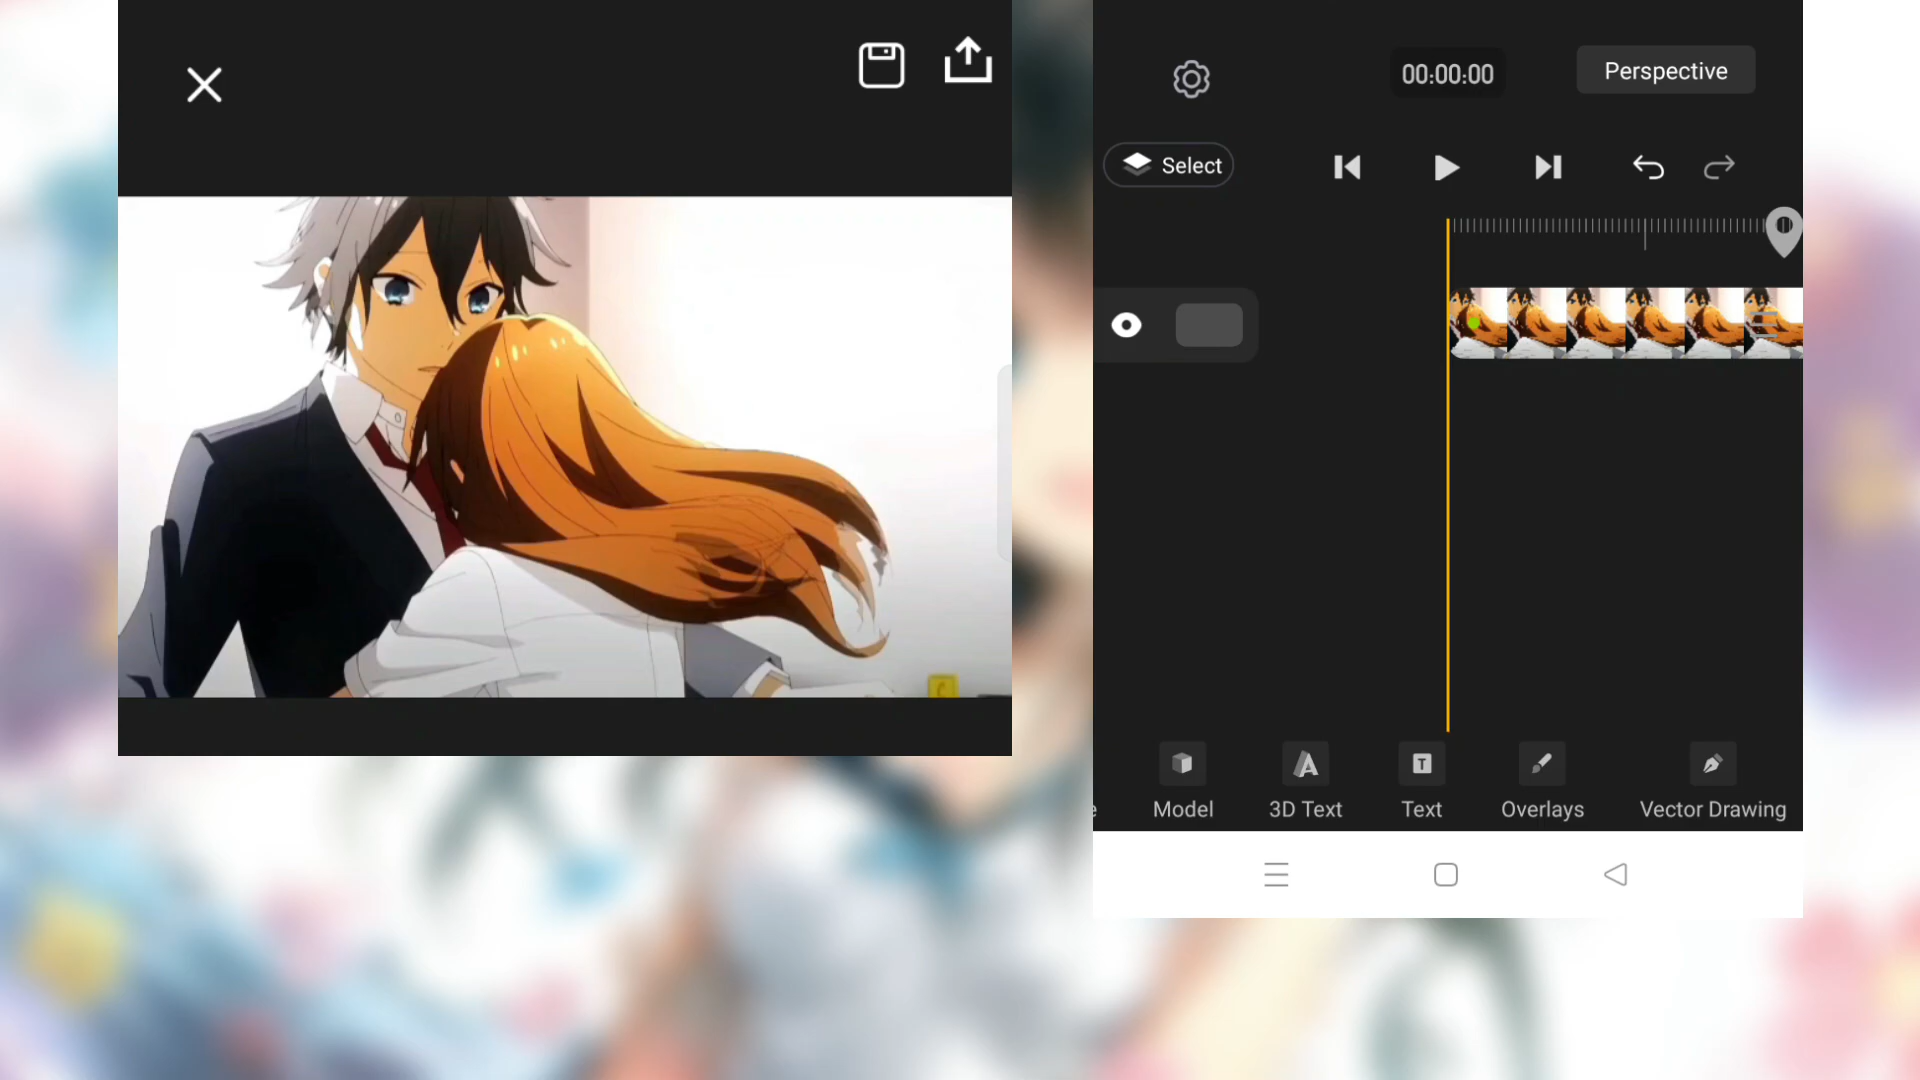 00:00:00
Perspective
Select
Model
3D Text
Text
Overlays
Vector Drawing